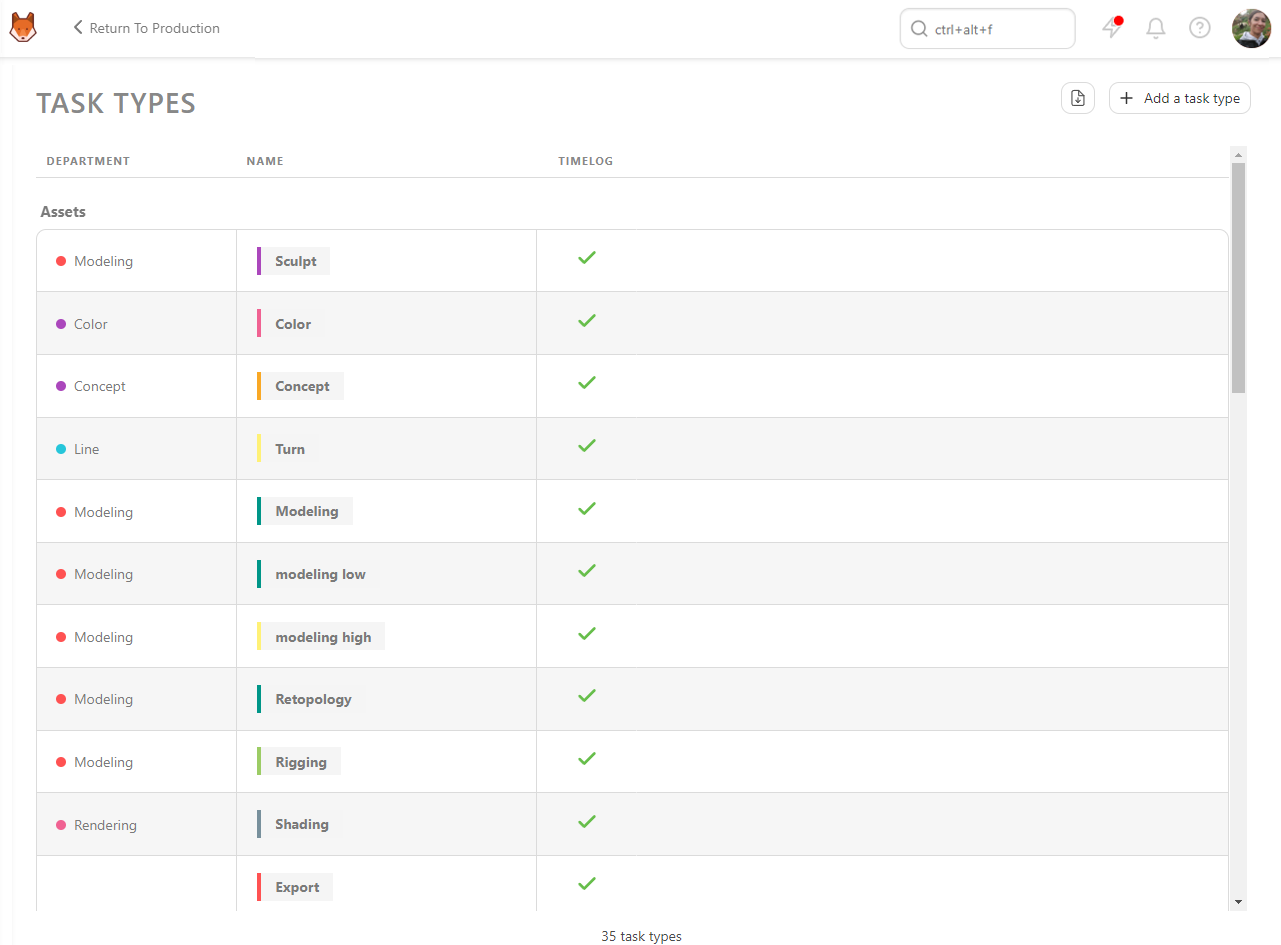 Return To Production
ctrl+alt+f
TASK TYPES
Add a task type
DEPARTMENT NAME TIMELOG
Assets
Modeling Sculpt
Color Color
Concept Concept
Line Turn
Modeling Modeling
Modeling modeling low
Modeling modeling high
Modeling Retopology
Modeling Rigging
Rendering Shading
Export
35 task types